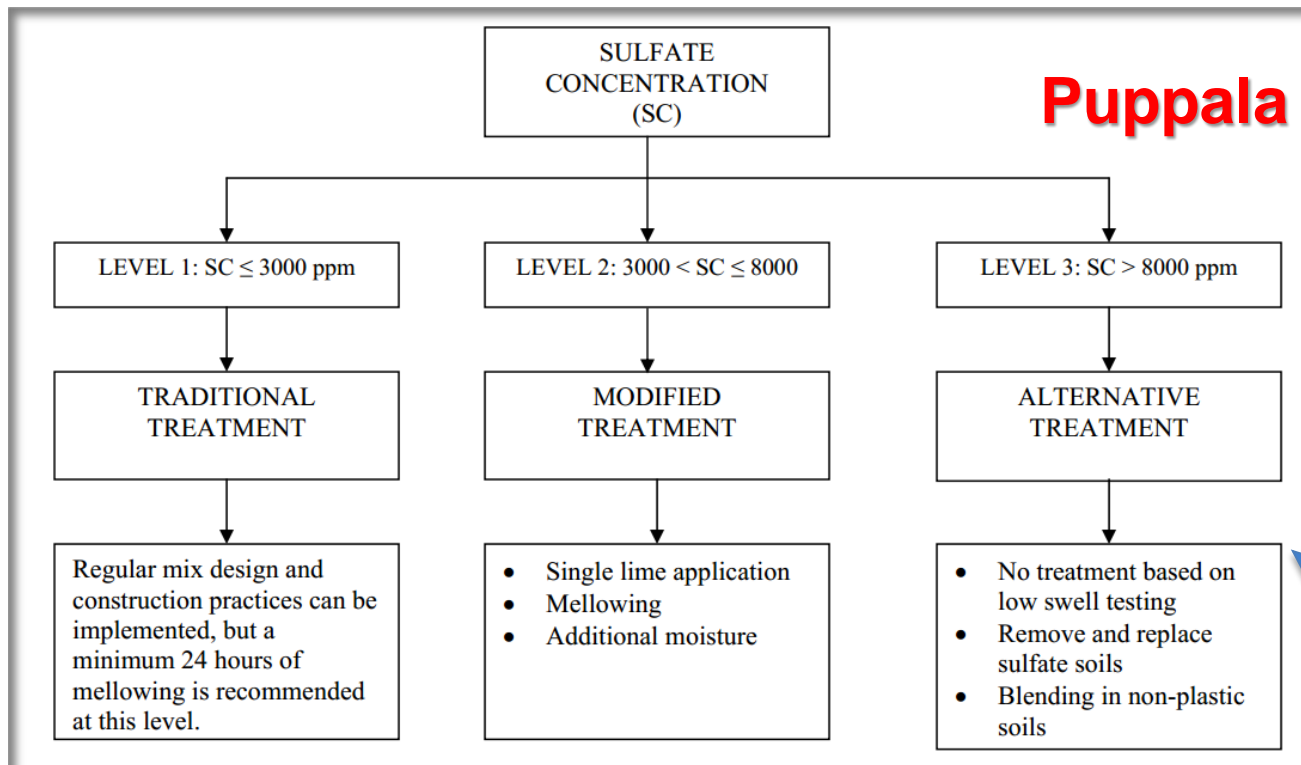 SULFATE
CONCENTRATION
(SC)
Puppala
LEVEL 1: SC ≤ 3000 ppm
LEVEL 2: 3000 < SC ≤ 8000
LEVEL 3: SC > 8000 ppm
TRADITIONAL
TREATMENT
MODIFIED
TREATMENT
ALTERNATIVE
TREATMENT
Regular mix design and
construction practices can be
implemented, but a
minimum 24 hours of
mellowing is recommended
at this level.
• Single lime application
• Mellowing
• Additional moisture
• No treatment based on
low swell testing
• Remove and replace
sulfate soils
• Blending in non-plastic
soils